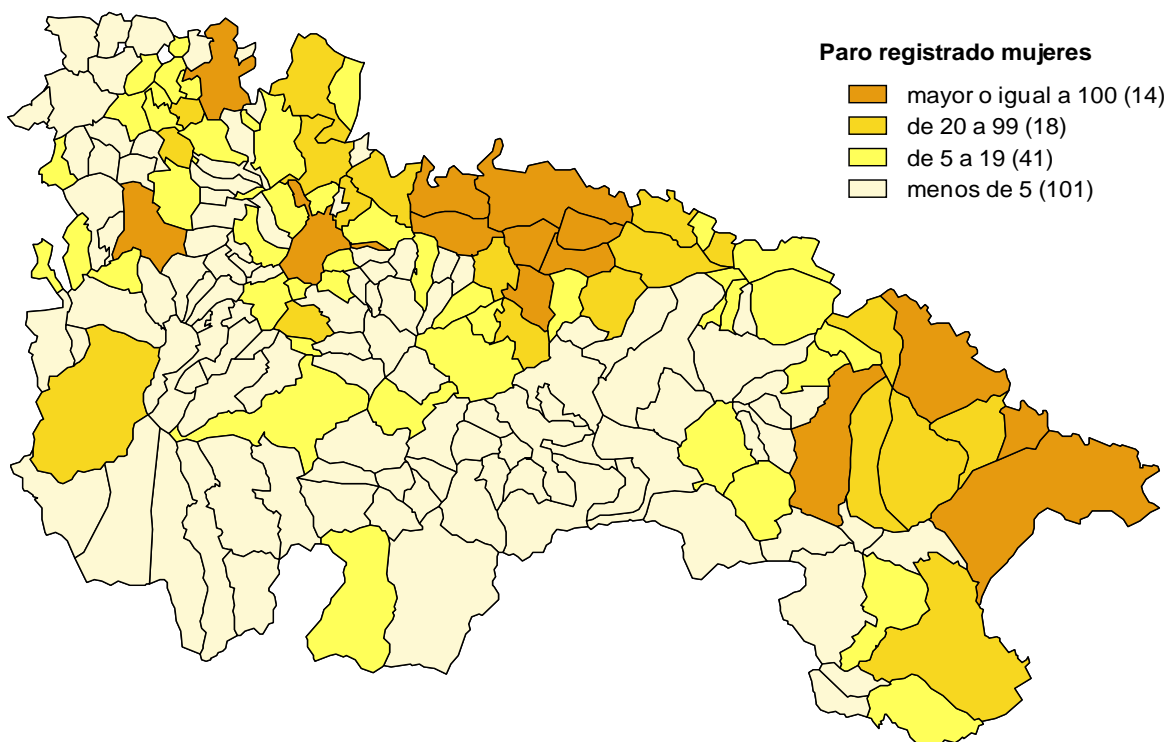 Paro registrado mujeres
mayor o igual a 100 (14)
de 20 a 99 (18)
de 5 a 19 (41)
menos de 5 (101)